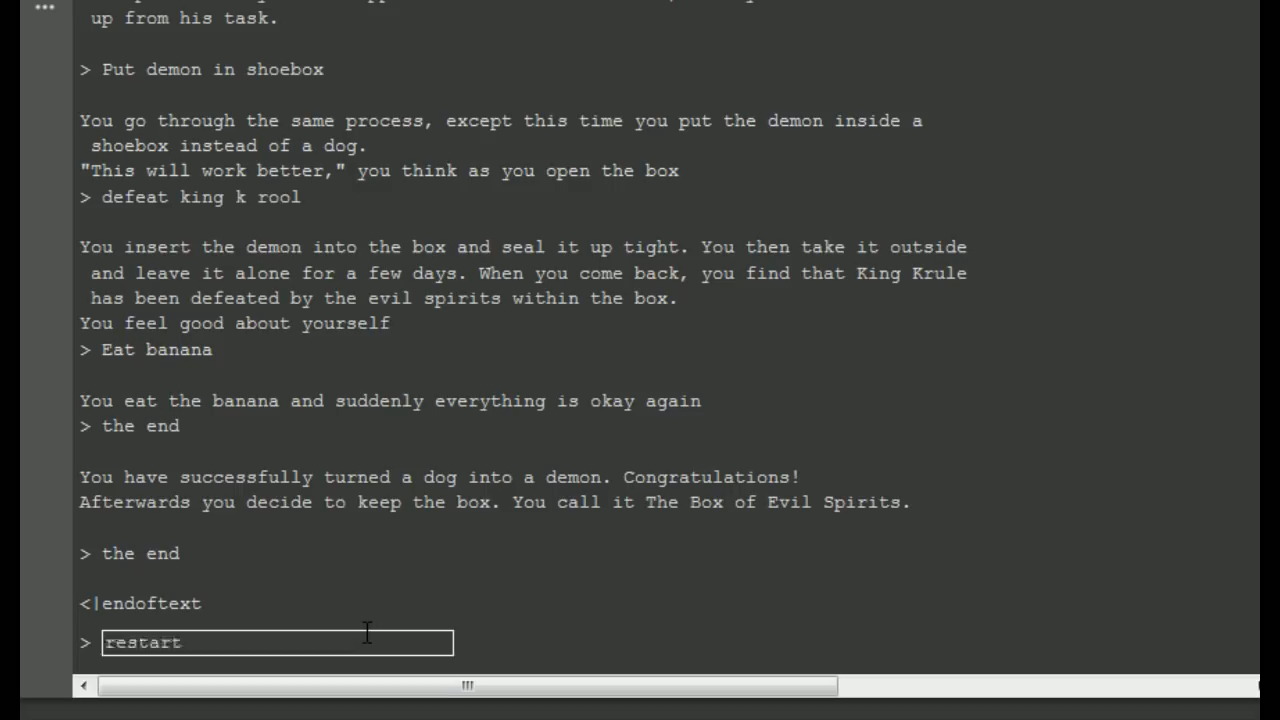 up from his task.
> Put demon in shoebox
You go through the same process, except this time you put the demon inside a
shoebox instead of a dog.
"This will work better," you think as you open the box
> defeat king k rool
You insert the demon into the box and seal it up tight. You then take it outside
and leave it alone for a few days. When you come back, you find that King Krule
has been defeated by the evil spirits within the box.
You feel good about yourself
> Eat banana
You eat the banana and suddenly everything is okay again
> the end
You have successfully turned a dog into a demon. Congratulations!
Afterwards you decide to keep the box. You call it The Box of Evil Spirits.
> the end
<|endoftext
> restart